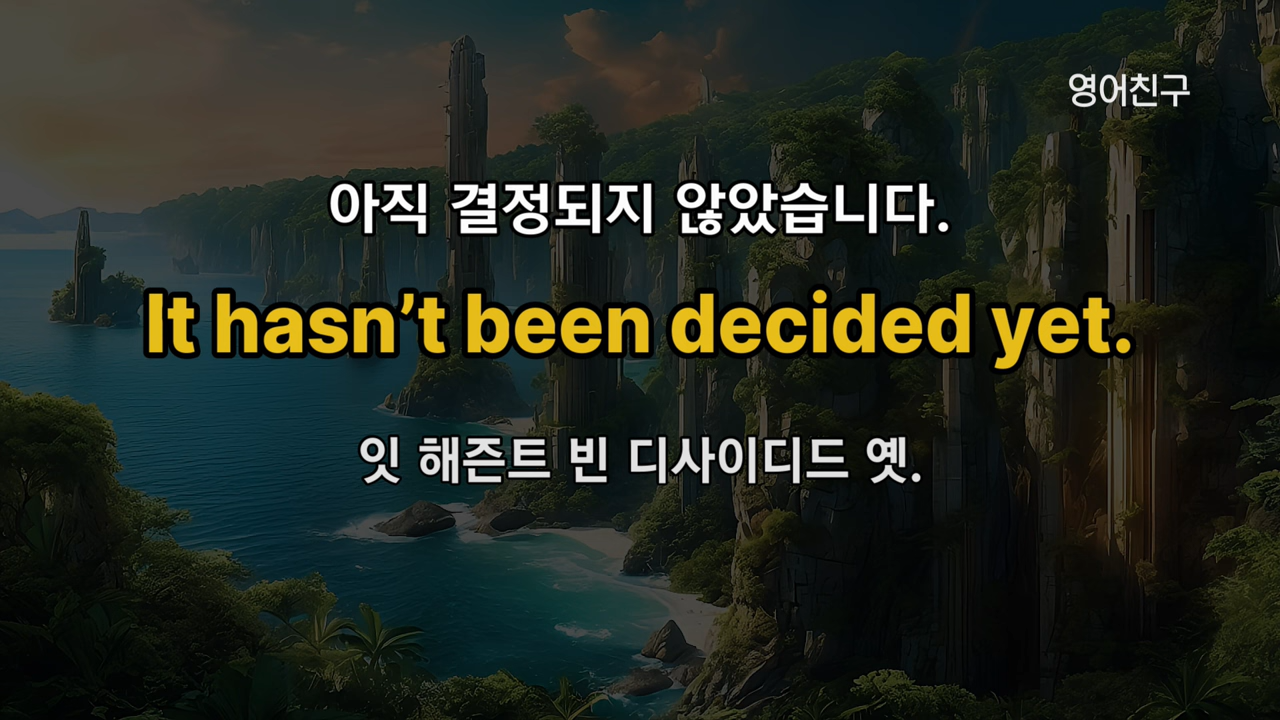 영어친구
아직 결정되지 않았습니다.
It hasn’t been decided yet.
잇 해즌트 빈 디사이디드 옛.